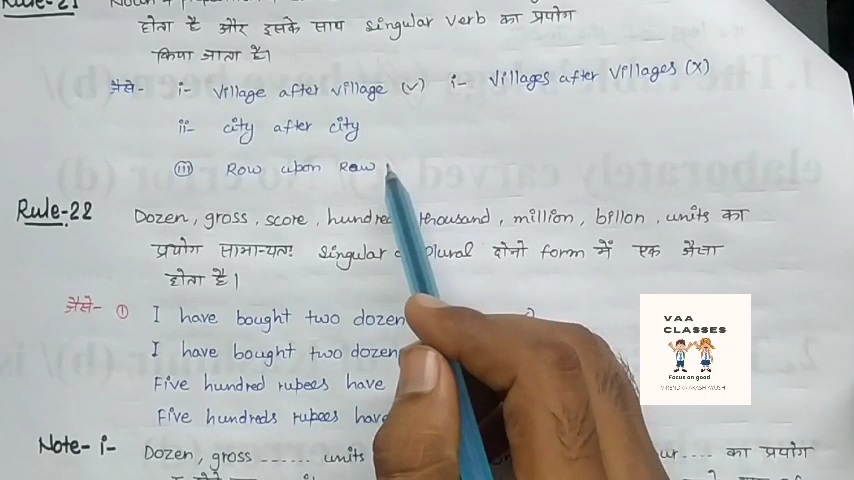 Rule-21
होता है और इसके साथ singular verb का प्रयोग
किया जाता है।
जैसे- i- Village after village (v) i- Villages after Villages (X)
ii- city after city
(iii) Row upon Row
Rule-22 Dozen, gross, score, hundred thousand, million, billon, units का
प्रयोग सामान्यतः singular plural दोनो form में एक जैसा
होता है।
जैसे- ① I have bought two dozen
I have bought two dozen
Five hundred rupees have
Five hundreds rupees have
Note- i- Dozen, gross ...... units का प्रयोग
VAA
CLASSES
Focus on good